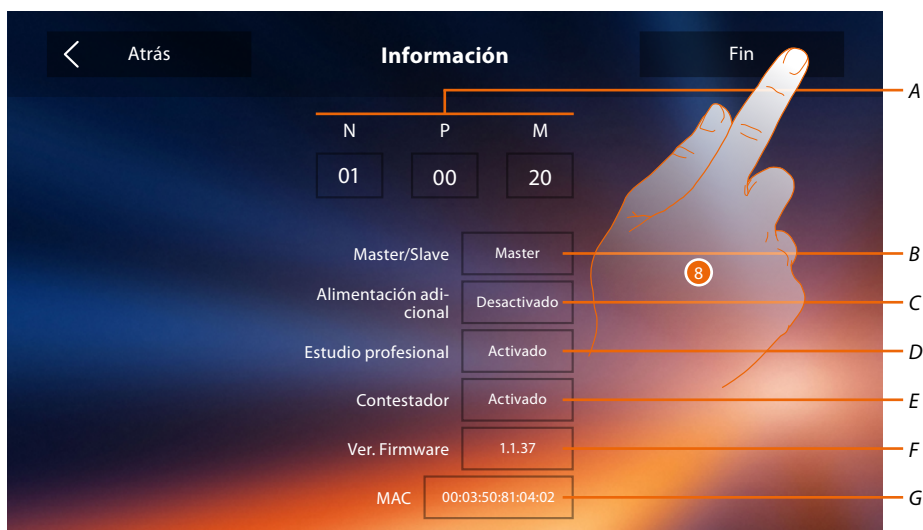 Atrás Información Fin
A
N P M
01 00 20
Master/Slave Master B
8
Alimentación adi-
cional Desactivado C
Estudio profesional Activado D
Contestador Activado E
Ver. Firmware 1.1.37 F
MAC 00:03:50:81:04:02 G